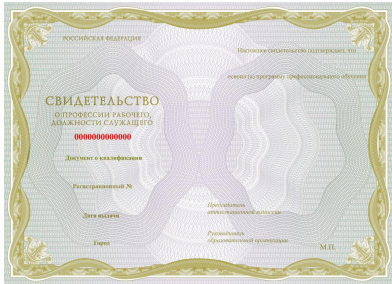 РОССИЙСКАЯ ФЕДЕРАЦИЯ
СВИДЕТЕЛЬСТВО
О ПРОФЕССИИ РАБОЧЕГО,
ДОЛЖНОСТИ СЛУЖАЩЕГО
0000000000000
Документ о квалификации
Регистрационный №
Дата выдачи
Город
Настоящее свидетельство подтверждает, что
освоил (а) программу профессионального обучения
Председатель
аттестационной комиссии
Руководитель
образовательной организации
М.П.